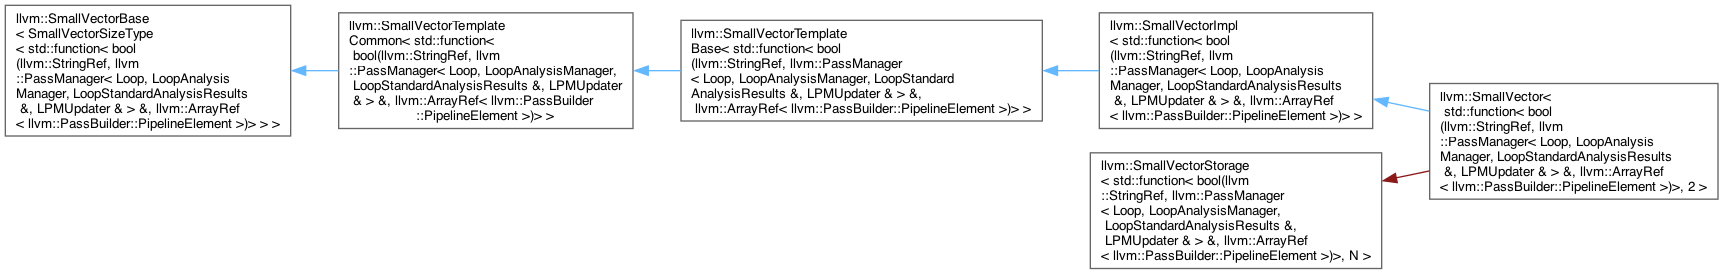 llvm::SmallVectorBase
< SmallVectorSizeType
< std::function< bool
(llvm::StringRef, llvm
::PassManager< Loop, LoopAnalysis
Manager, LoopStandardAnalysisResults
&, LPMUpdater & > &, llvm::ArrayRef
< llvm::PassBuilder::PipelineElement >)> > >
llvm::SmallVectorTemplate
Common< std::function<
bool(llvm::StringRef, llvm
::PassManager< Loop, LoopAnalysisManager,
LoopStandardAnalysisResults &, LPMUpdater
& > &, llvm::ArrayRef< llvm::PassBuilder
::PipelineElement >)> >
llvm::SmallVectorTemplate
Base< std::function< bool
(llvm::StringRef, llvm::PassManager
< Loop, LoopAnalysisManager, LoopStandard
AnalysisResults &, LPMUpdater & > &,
llvm::ArrayRef< llvm::PassBuilder::PipelineElement >)> >
llvm::SmallVectorImpl
< std::function< bool
(llvm::StringRef, llvm
::PassManager< Loop, LoopAnalysis
Manager, LoopStandardAnalysisResults
&, LPMUpdater & > &, llvm::ArrayRef
< llvm::PassBuilder::PipelineElement >)> >
llvm::SmallVectorStorage
< std::function< bool(llvm
::StringRef, llvm::PassManager
< Loop, LoopAnalysisManager,
LoopStandardAnalysisResults &,
LPMUpdater & > &, llvm::ArrayRef
< llvm::PassBuilder::PipelineElement >)>, N >
llvm::SmallVector<
std::function< bool
(llvm::StringRef, llvm
::PassManager< Loop, LoopAnalysis
Manager, LoopStandardAnalysisResults
&, LPMUpdater & > &, llvm::ArrayRef
< llvm::PassBuilder::PipelineElement >)>, 2 >